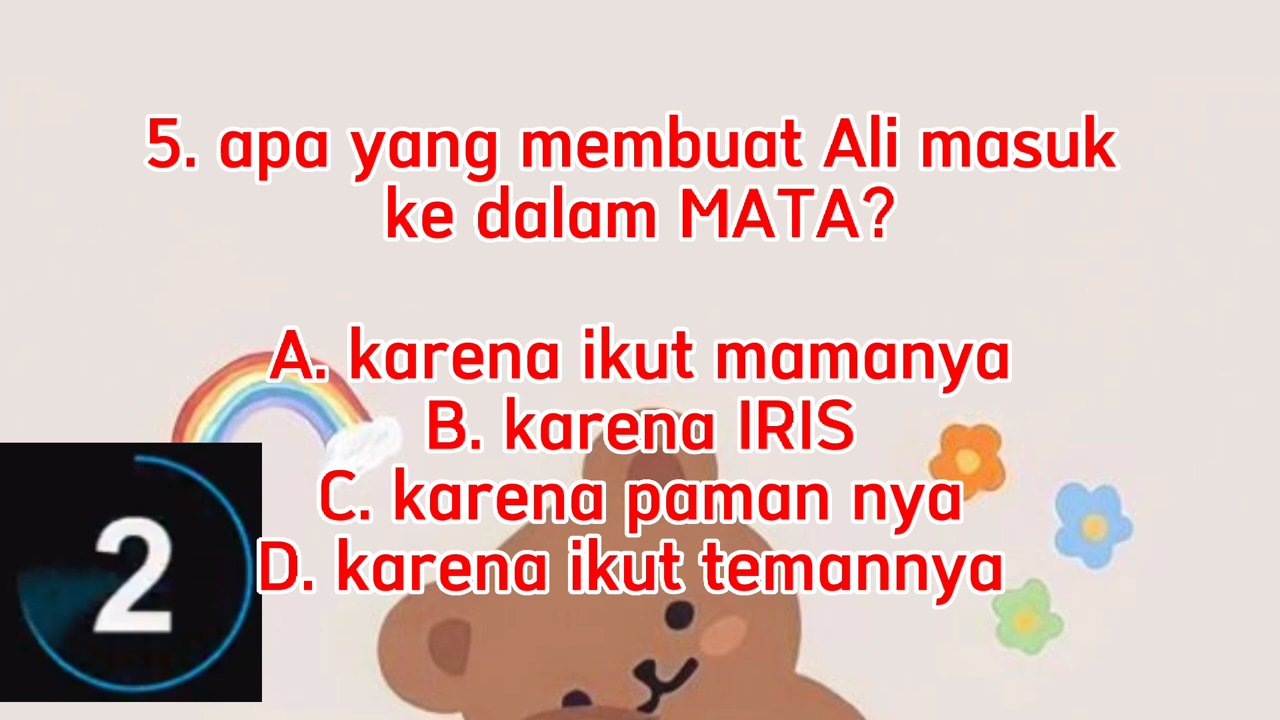 5. apa yang membuat Ali masuk
ke dalam MATA?
A. karena ikut mamanya
B. karena IRIS
C. karena paman nya
D. karena ikut temannya
2